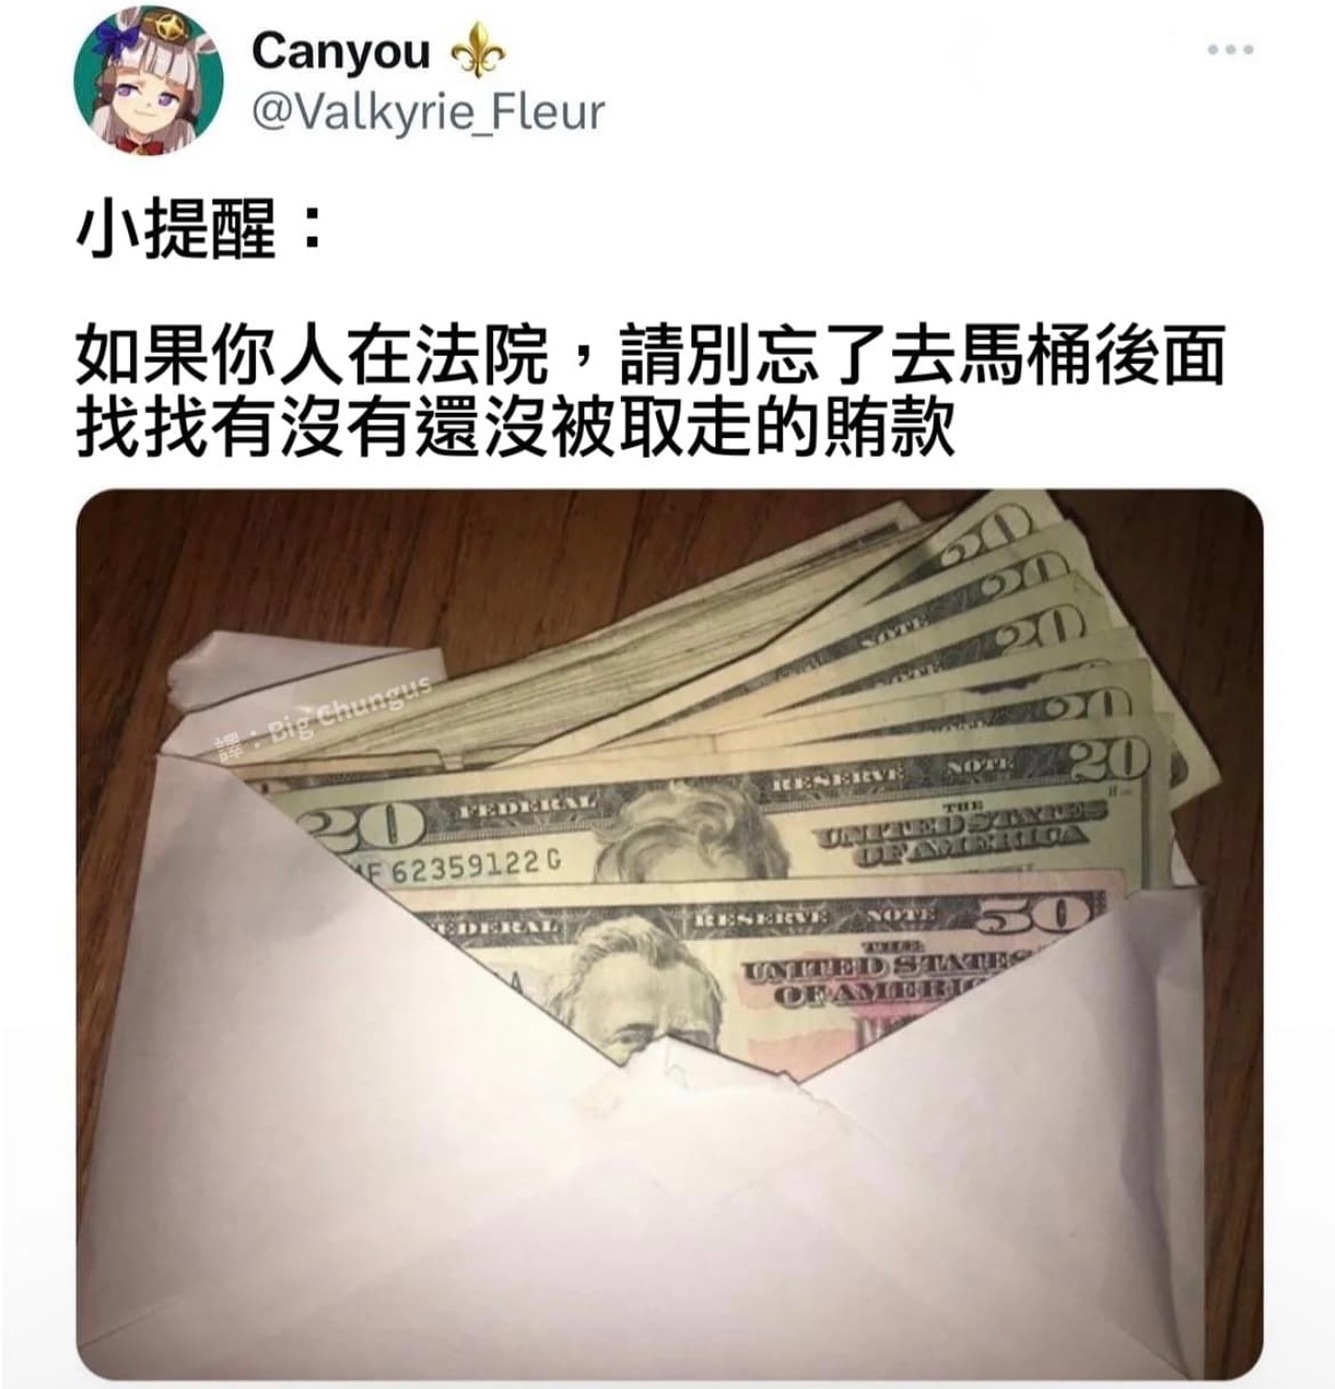 Canyou
@Valkyrie_Fleur
小提醒：
如果你人在法院，請別忘了去馬桶後面
找找有沒有還沒被取走的賄款
譯：Big Chungus
20
20
20
20
NOTE
20 FEDERAL RESERVE NOTE 20
THE
UNITED STATES
OF AMERICA
F 62359122 G
FEDERAL RESERVE NOTE 50
THE
UNITED STATES
OF AMERIC
A